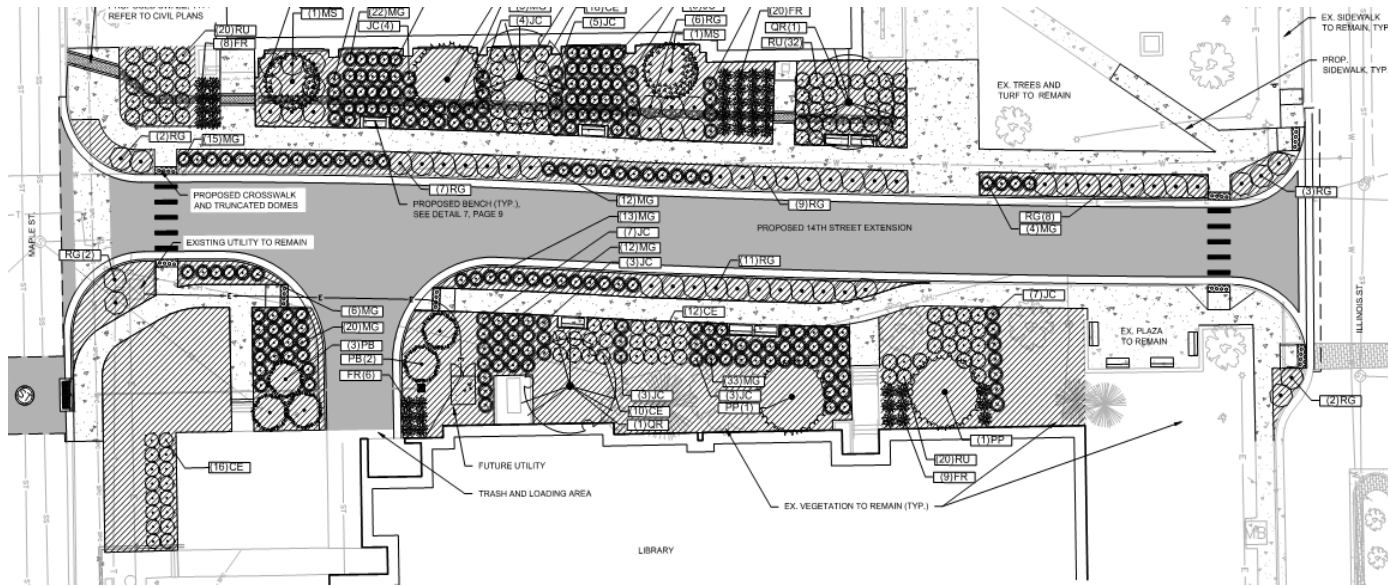 REFER TO CIVIL PLANS
(20)RU
(8)FR
(1)MS
(22)MG
JC(4)
(4)JC
(5)JC
(6)RG
(1)MS
(20)FR
QR(1)
RU(32)
EX. SIDEWALK
TO REMAIN, TYP
PROP.
SIDEWALK, TYP.
EX. TREES AND
TURF TO REMAIN
(2)RG
(15)MG
PROPOSED CROSSWALK
AND TRUNCATED DOMES
(7)RG
PROPOSED BENCH (TYP.),
SEE DETAIL 7, PAGE 9
(12)MG
(9)RG
PROPOSED 14TH STREET EXTENSION
RG(8)
(4)MG
(3)RG
MAPLE ST.
ILLINOIS ST.
EXISTING UTILITY TO REMAIN
RG(2)
(13)MG
(7)JC
(12)MG
(3)JC
(11)RG
(7)JC
(12)CE
(6)MG
(20)MG
(3)PB
PB(2)
FR(6)
EX. PLAZA
TO REMAIN
(33)MG
(3)JC
(3)JC
PP(1)
(10)CE
(1)QR
(2)RG
(1)PP
(20)RU
(9)FR
(16)CE
FUTURE UTILITY
TRASH AND LOADING AREA
EX. VEGETATION TO REMAIN (TYP.)
LIBRARY
MB